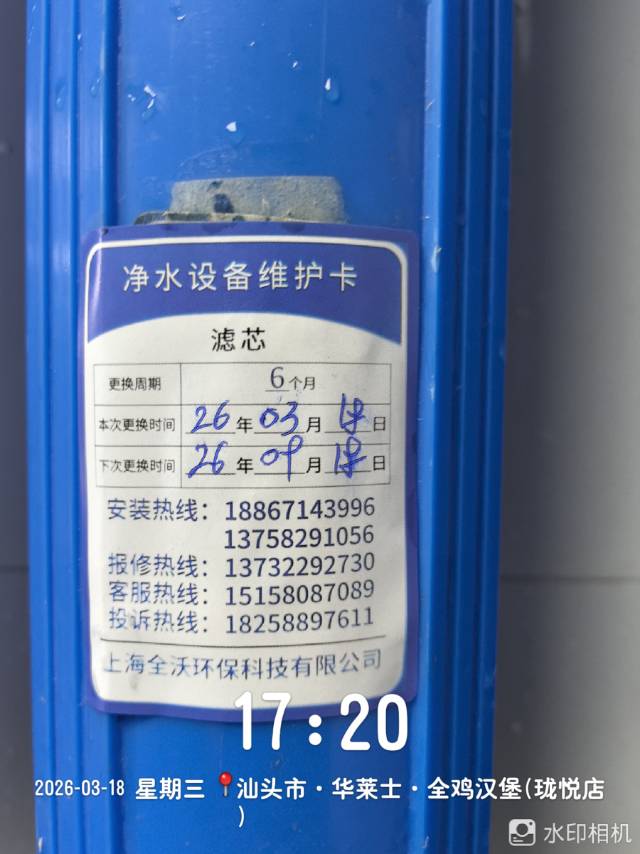 净水设备维护卡
滤芯
更换周期 6个月
本次更换时间 26年03月18日
下次更换时间 26年09月18日
安装热线：18867143996
13758291056
报修热线：13732292730
客服热线：15158087089
投诉热线：18258897611
上海全沃环保科技有限公司
17:20
2026-03-18 星期三 📍汕头市·华莱士·全鸡汉堡(珑悦店
)
水印相机